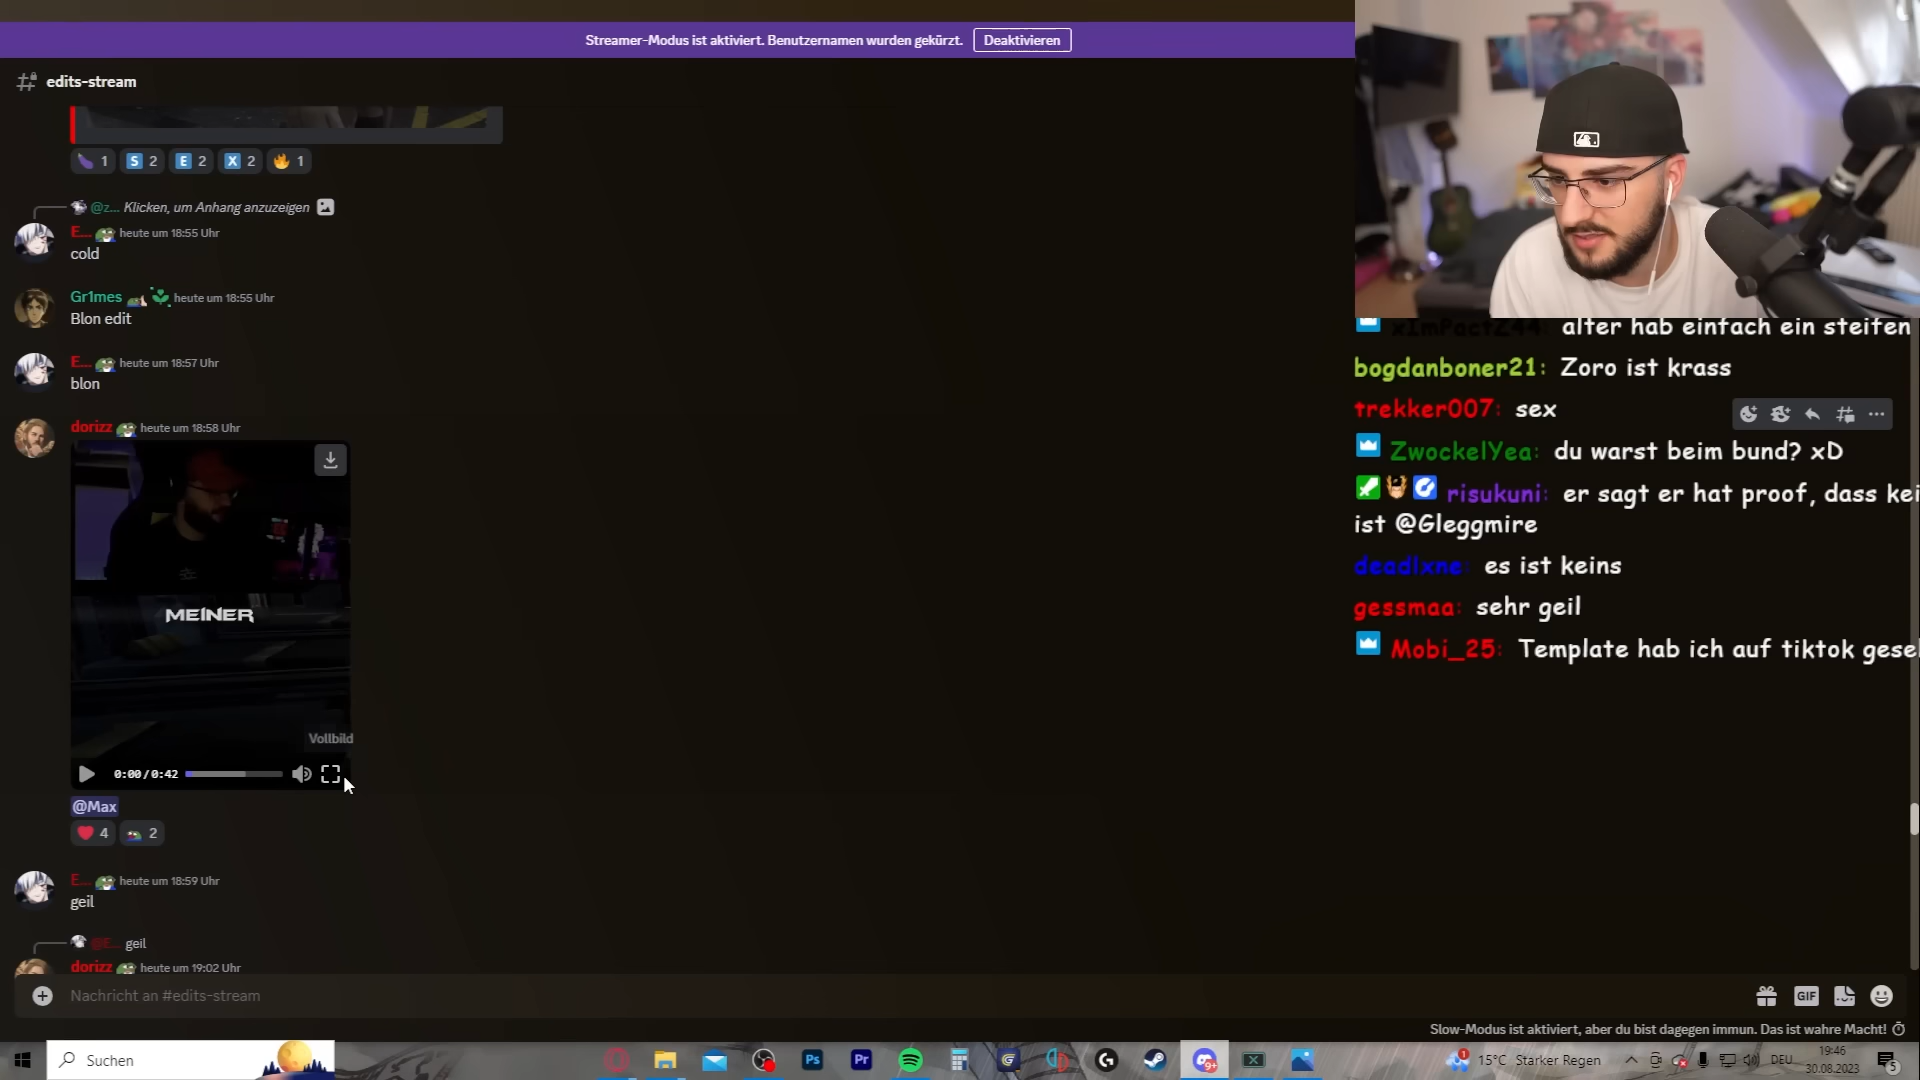 Streamer-Modus ist aktiviert. Benutzernamen wurden gekürzt. Deaktivieren
edits-stream
1 S 2 E 2 X 2 1
@z... Klicken, um Anhang anzuzeigen
E... heute um 18:55 Uhr
cold
Gr1mes heute um 18:55 Uhr
Blon edit
E... heute um 18:57 Uhr
blon
dorizz heute um 18:58 Uhr
MEINER
Vollbild
0:00/0:42
@Max
4 2
E... heute um 18:59 Uhr
geil
@E... geil
dorizz heute um 19:02 Uhr
Nachricht an #edits-stream
GIF
Slow-Modus ist aktiviert, aber du bist dagegen immun. Das ist wahre Macht!
xImPactZ44: alter hab einfach ein steifen
bogdanboner21: Zoro ist krass
trekker007: sex
ZwockelYea: du warst beim bund? xD
risukuni: er sagt er hat proof, dass kei
ist @Gleggmire
deadlxne: es ist keins
gessmaa: sehr geil
Mobi_25: Template hab ich auf tiktok gese
Suchen
Ps
Pr
9+
1
15°C Starker Regen
DEU
19:46
30.08.2023
5